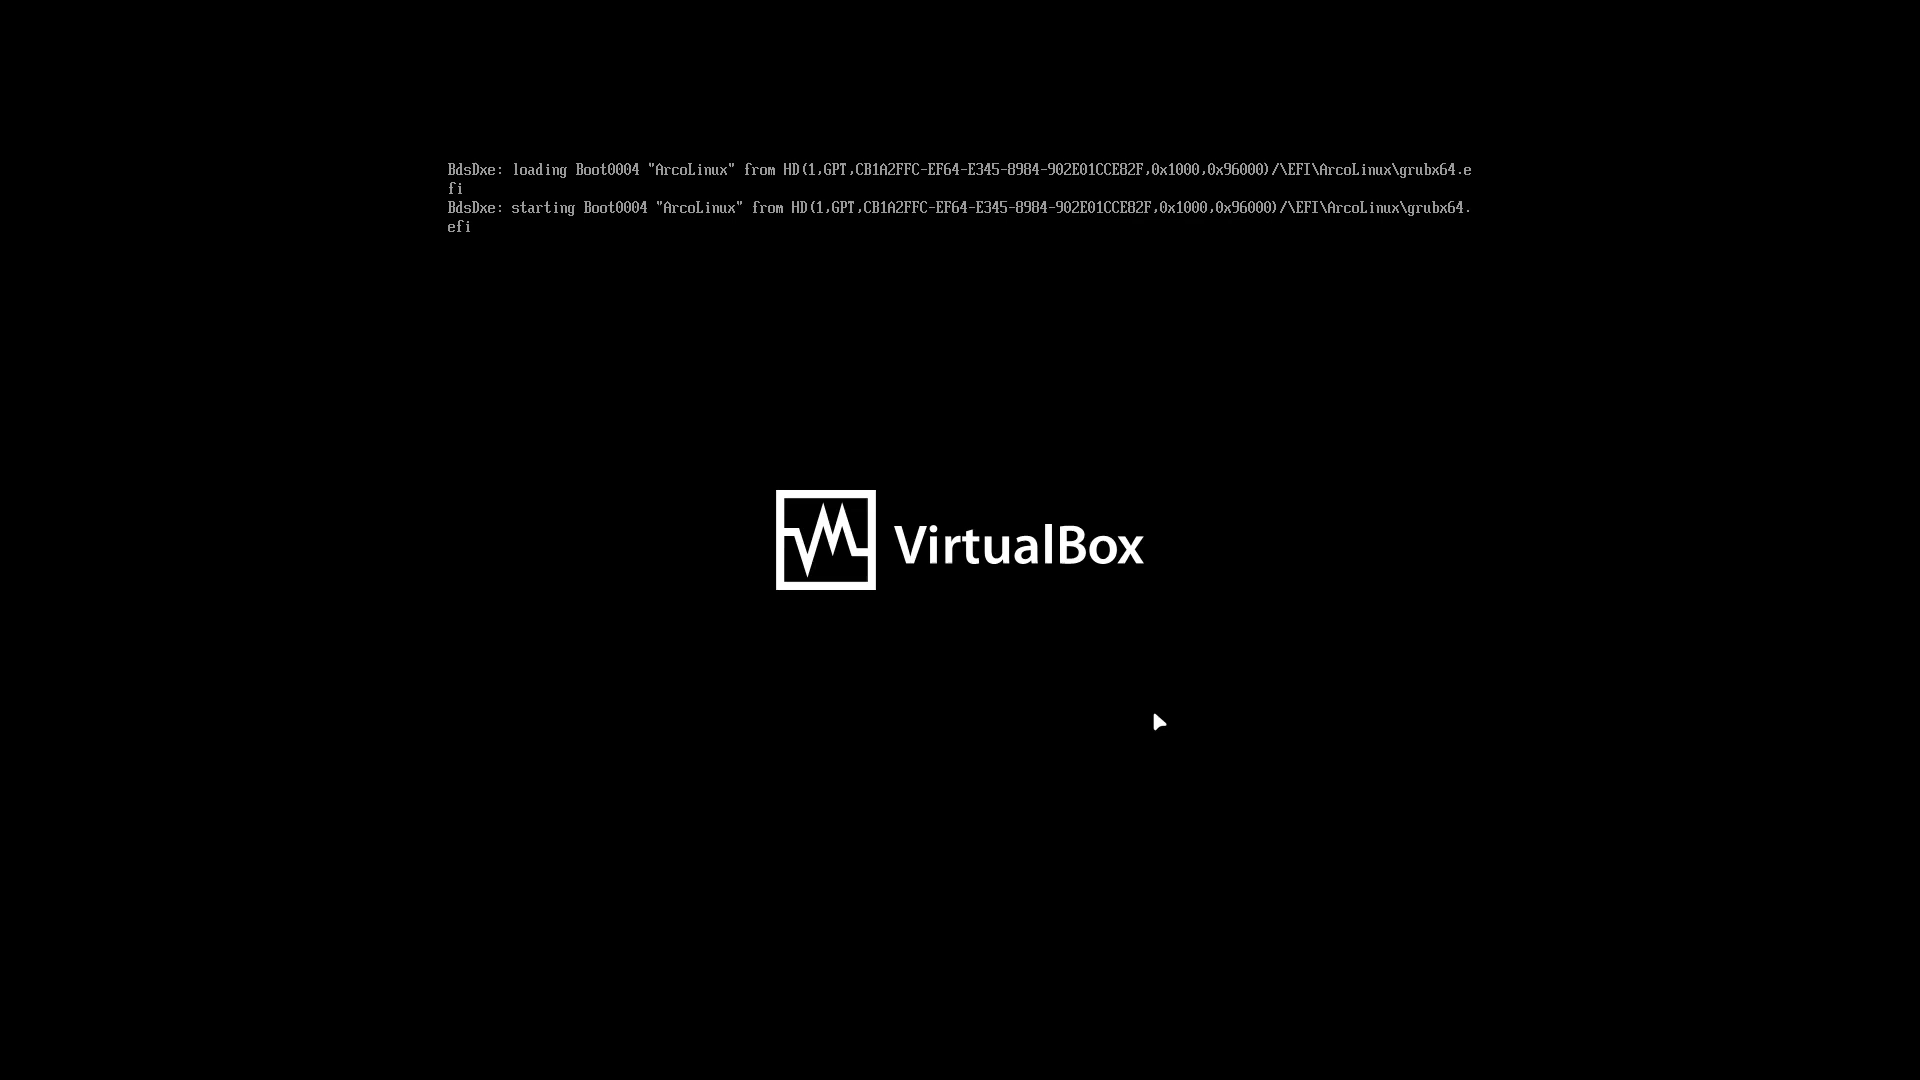 BdsDxe: loading Boot0004 "ArcoLinux" from HD(1,GPT,CB1A2FFC-EF64-E345-8984-902E01CCE82F,0x1000,0x96000)/\EFI\ArcoLinux\grubx64.e
fi
BdsDxe: starting Boot0004 "ArcoLinux" from HD(1,GPT,CB1A2FFC-EF64-E345-8984-902E01CCE82F,0x1000,0x96000)/\EFI\ArcoLinux\grubx64.
efi
VirtualBox